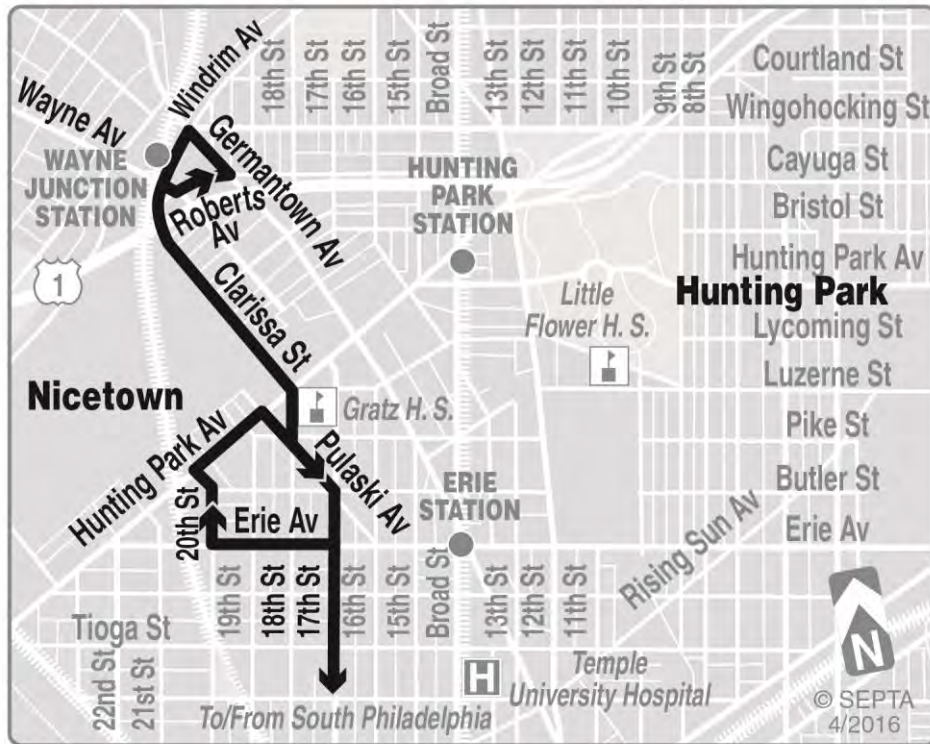 Windrim Av
18th St
17th St
16th St
15th St
Broad St
13th St
12th St
11th St
10th St
9th St
8th St
Courtland St
Wingohocking St
Cayuga St
Bristol St
Hunting Park Av
Hunting Park
Lycoming St
Luzerne St
Pike St
Butler St
Erie Av
Wayne Av
WAYNE
JUNCTION
STATION
Germantown Av
Roberts
Av
HUNTING
PARK
STATION
1
Clarissa St
Little
Flower H. S.
Nicetown
Gratz H. S.
Hunting Park Av
Pulaski Av
ERIE
STATION
20th St
Erie Av
Rising Sun Av
19th St
18th St
17th St
16th St
15th St
Broad St
13th St
12th St
11th St
Tioga St
22nd St
21st St
To/From South Philadelphia
H
Temple
University Hospital
N
© SEPTA
4/2016